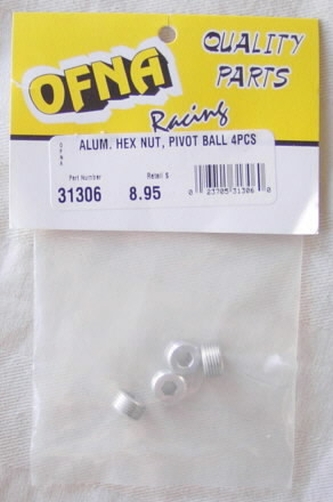 OFNA
QUALITY
PARTS
Racing
OFNA
ALUM. HEX NUT, PIVOT BALL 4PCS
Part Number
Retail $
31306
8.95
0 23705 31306 0